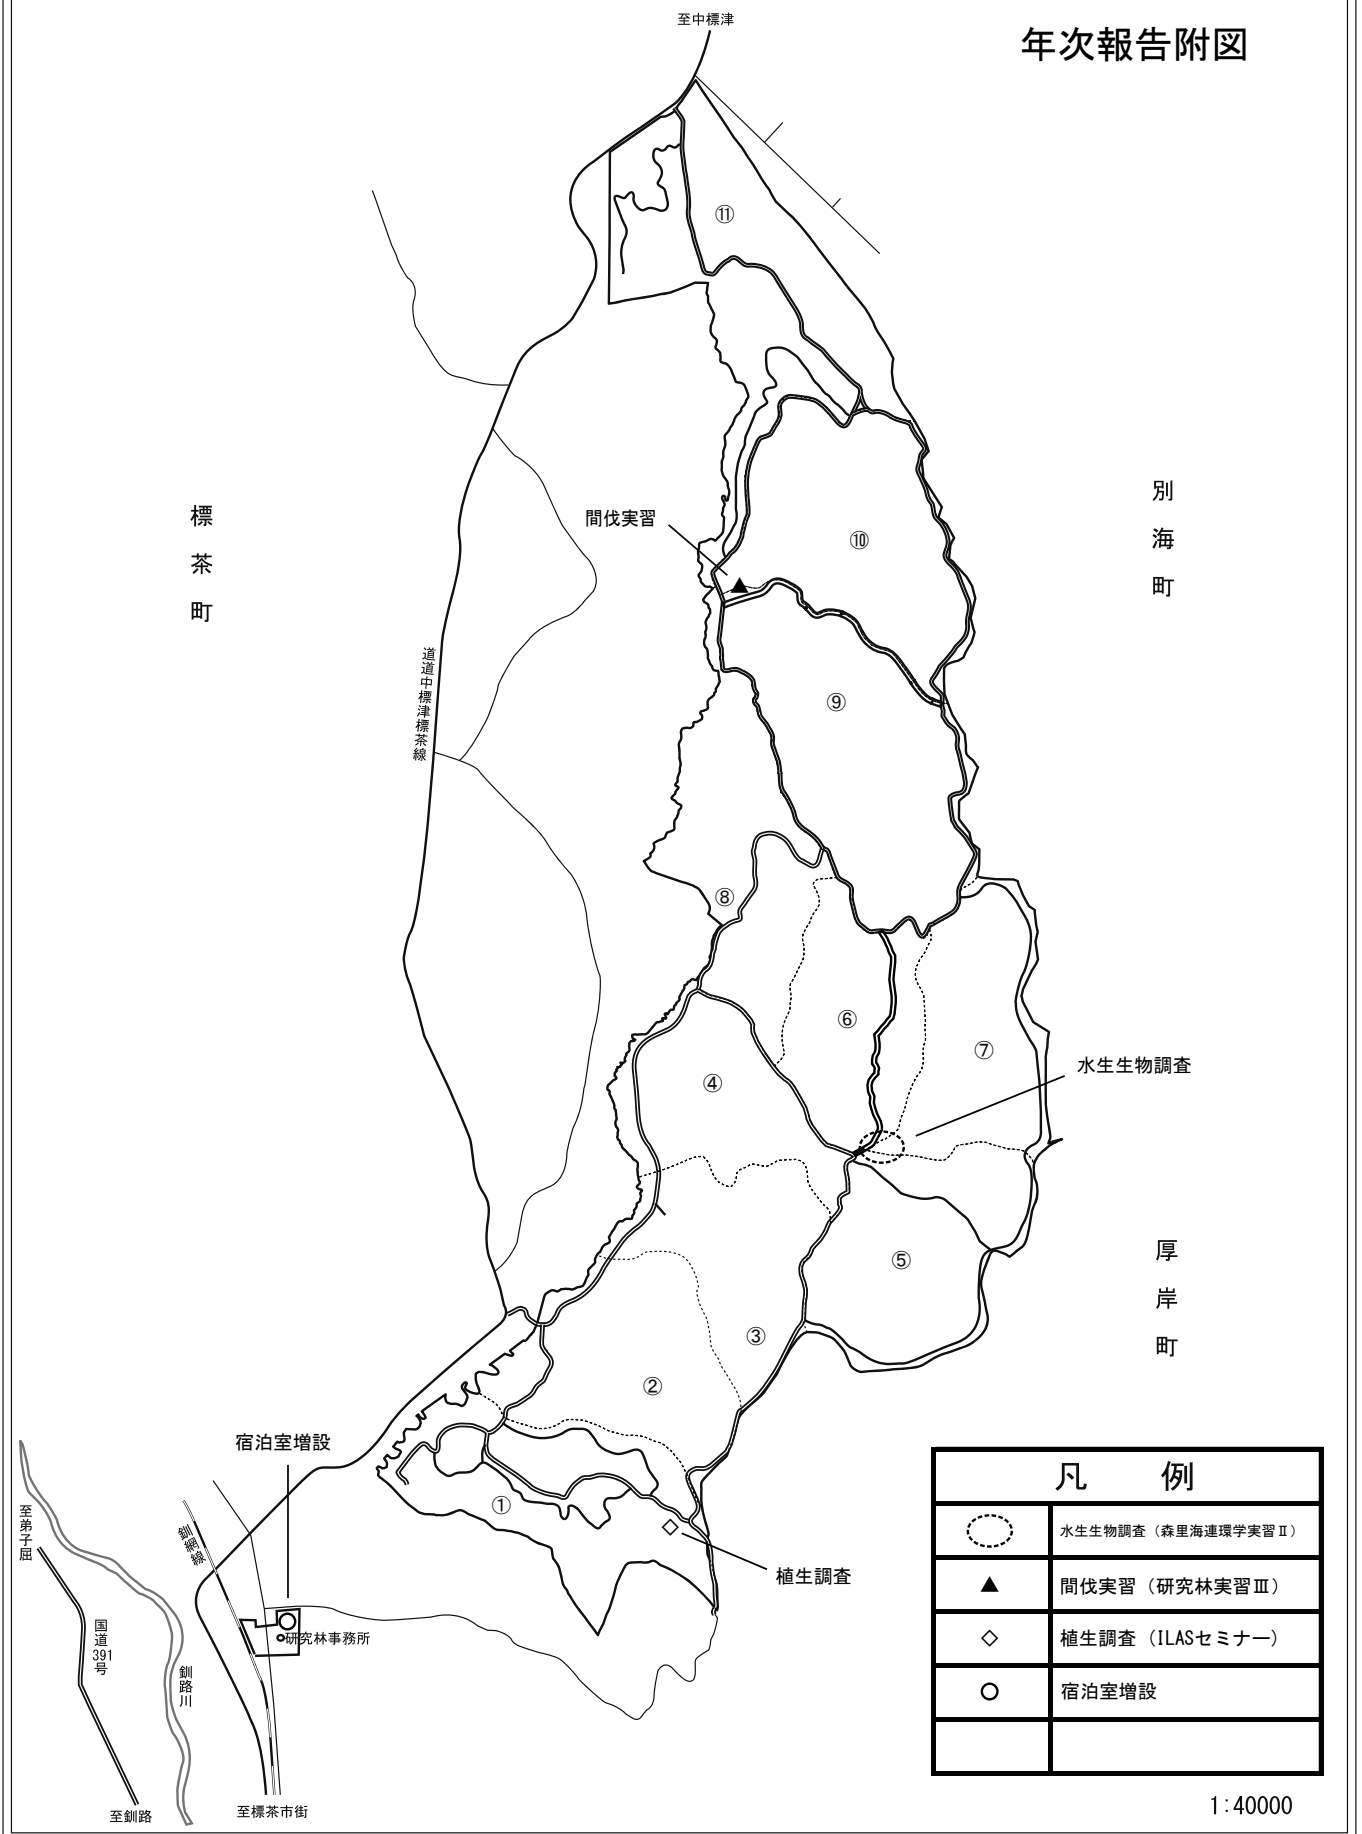 至中標津
年次報告附図
⑪
別海町
標茶町
間伐実習
⑩
道道中標津標茶線
⑨
⑧
⑥
⑦
水生生物調査
④
⑤
厚岸町
③
②
宿泊室増設
①
植生調査
至弟子屈
釧網線
国道391号
釧路川
研究林事務所
至釧路
至標茶市街
凡 例
水生生物調査（森里海連環学実習Ⅱ）
間伐実習（研究林実習Ⅲ）
植生調査（ILASセミナー）
宿泊室増設
1:40000